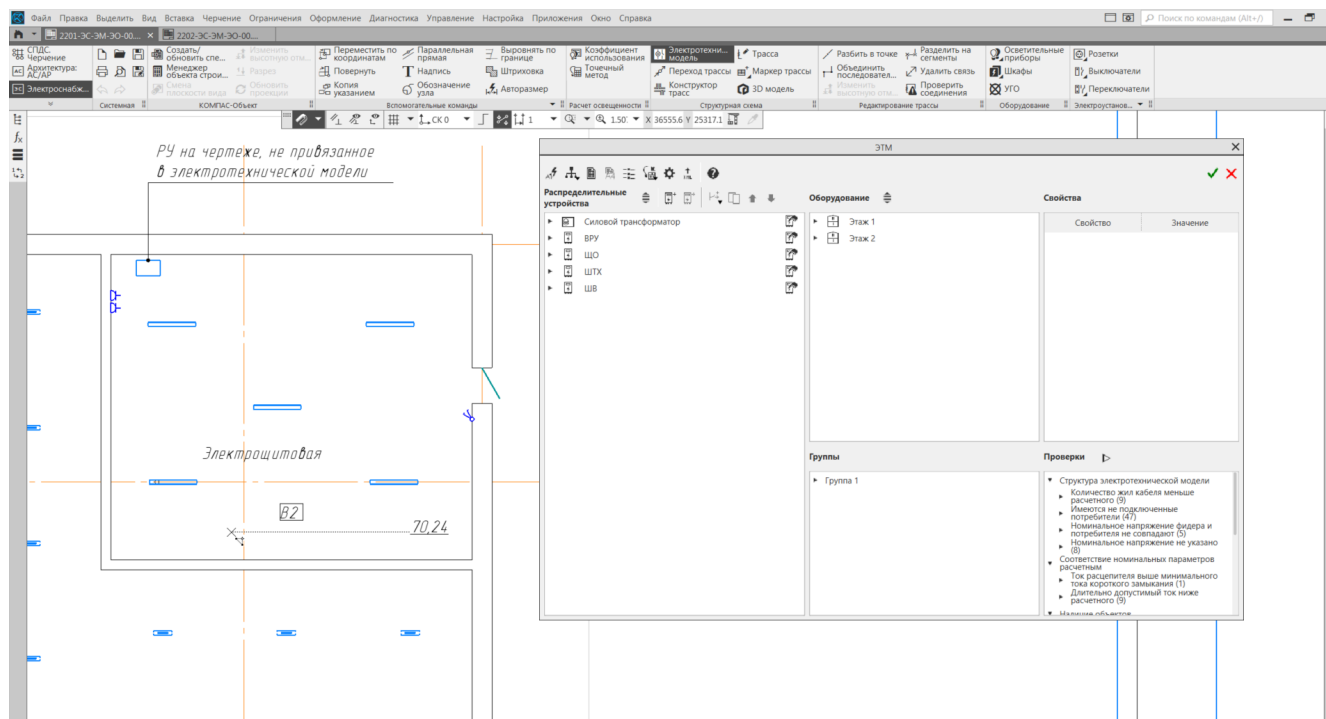 Файл Правка Выделить Вид Вставка Черчение Ограничения Оформление Диагностика Управление Настройка Приложения Окно Справка
Поиск по командам (Alt+/)
2201-ЭС-ЭМ-ЭО-00... × 2202-ЭС-ЭМ-ЭО-00....
СПДС. Черчение
Архитектура: АС/АР
Электроснабж...
Системная
Создать/ обновить спе...
Менеджер объекта строи...
Смена плоскости вида
Изменить высотную отм...
Разрез
Обновить проекции
КОМПАС-Объект
Переместить по координатам
Повернуть
Копия указанием
Параллельная прямая
Надпись
Обозначение узла
Выровнять по границе
Штриховка
Авторазмер
Вспомогательные команды
Коэффициент использования
Точечный метод
Расчет освещенности
Электротехни... модель
Переход трассы
Конструктор трасс
Трасса
Маркер трассы
3D модель
Структурная схема
Разбить в точке
Объединить последовател...
Изменить высотную отм...
Разделить на сегменты
Удалить связь
Проверить соединения
Редактирование трассы
Осветительные приборы
Шкафы
УГО
Оборудование
Розетки
Выключатели
Переключатели
Электроустанов...
СК 0
1
1.50
X 36555.6 Y 25317.1
РУ на чертеже, не привязанное
в электротехнической модели
Электрощитовая
В2
70,24
ЭТМ
Распределительные
устройства
Силовой трансформатор
ВРУ
ЩО
ШТХ
ШВ
Оборудование
Этаж 1
Этаж 2
Группы
Группа 1
Свойства
Свойство Значение
Проверки
Структура электротехнической модели
Количество жил кабеля меньше
расчетного (9)
Имеются не подключенные
потребители (47)
Номинальное напряжение фидера и
потребителя не совпадают (5)
Номинальное напряжение не указано
(8)
Соответствие номинальных параметров
расчетным
Ток расцепителя выше минимального
тока короткого замыкания (1)
Длительно допустимый ток ниже
расчетного (9)
Наличие объектов